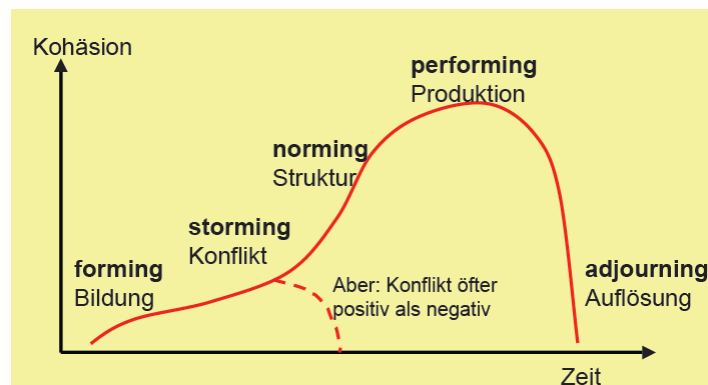 Kohäsion
performing
Produktion
norming
Struktur
storming
Konflikt
forming
Bildung
Aber: Konflikt öfter
positiv als negativ
adjourning
Auflösung
Zeit